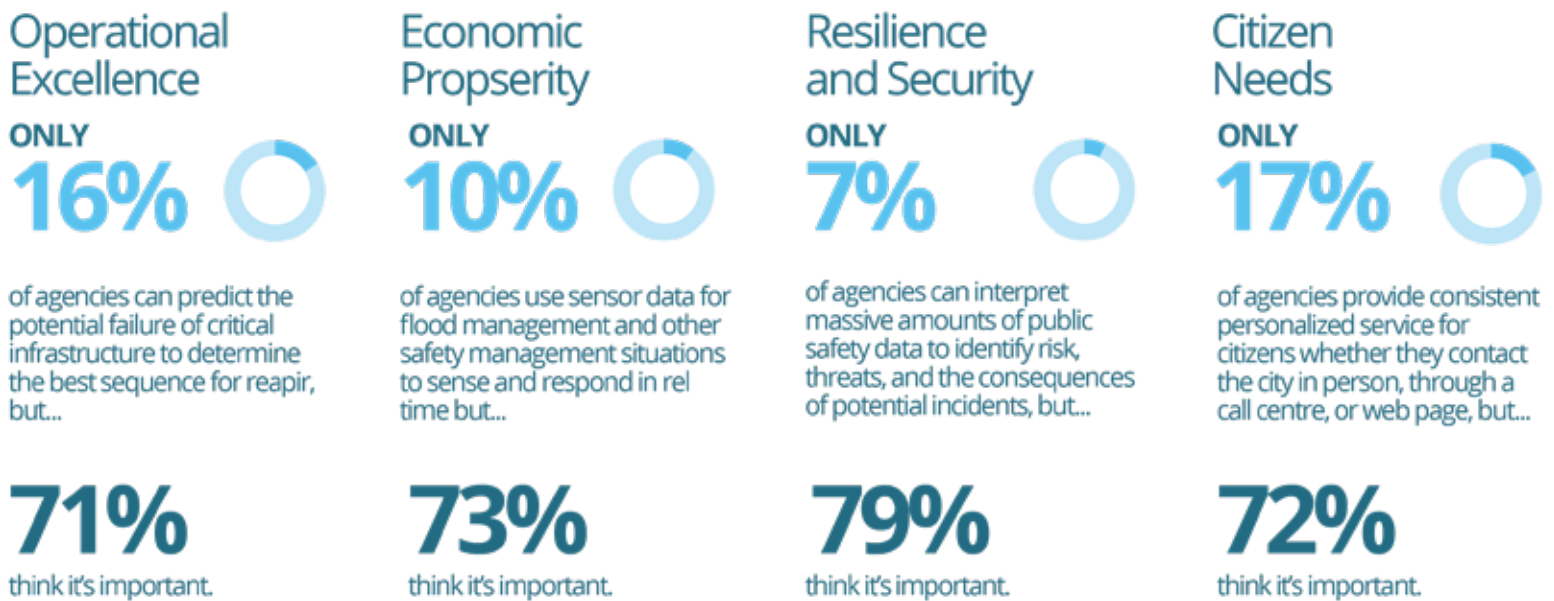 Operational
Excellence
ONLY
16%
of agencies can predict the
potential failure of critical
infrastructure to determine
the best sequence for reapir,
but...
71%
think it's important.
Economic
Propserity
ONLY
10%
of agencies use sensor data for
flood management and other
safety management situations
to sense and respond in rel
time but...
73%
think it's important.
Resilience
and Security
ONLY
7%
of agencies can interpret
massive amounts of public
safety data to identify risk,
threats, and the consequences
of potential incidents, but...
79%
think it's important.
Citizen
Needs
ONLY
17%
of agencies provide consistent
personalized service for
citizens whether they contact
the city in person, through a
call centre, or web page, but...
72%
think it's important.